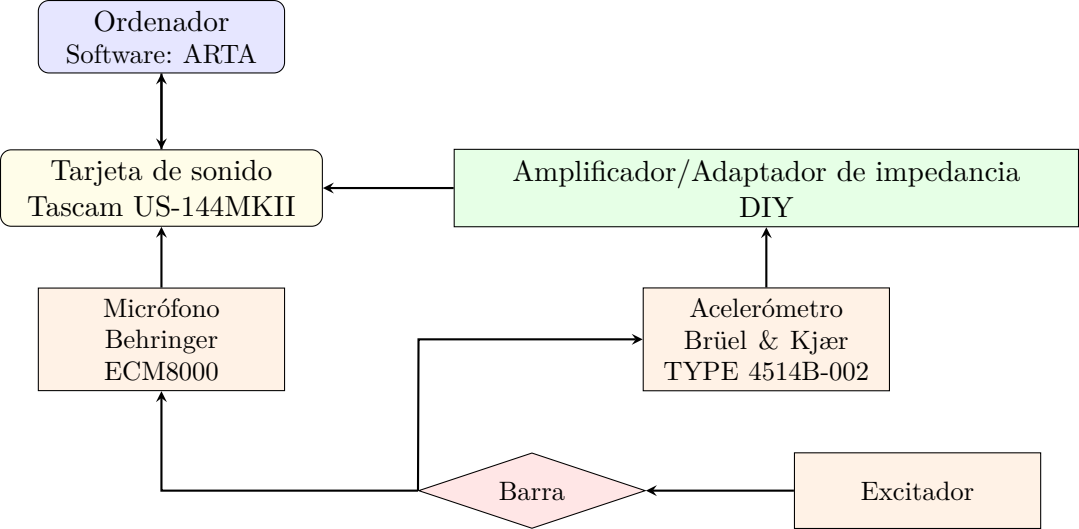 Ordenador
Software: ARTA
Tarjeta de sonido
Tascam US-144MKII
Amplificador/Adaptador de impedancia
DIY
Micrófono
Behringer
ECM8000
Acelerómetro
Brüel & Kjær
TYPE 4514B-002
Barra
Excitador